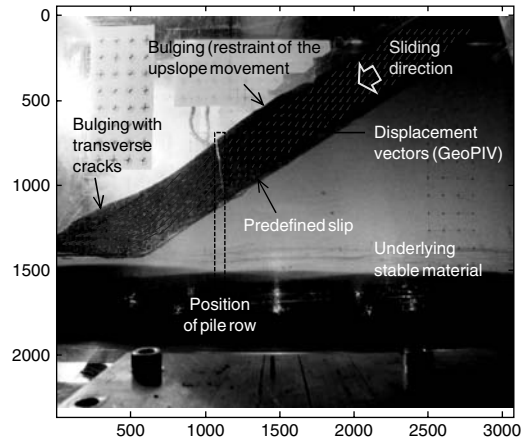 0
500
1000
1500
2000
500
1000
1500
2000
2500
3000
Bulging (restraint of the
upslope movement
Sliding
direction
Bulging with
transverse
cracks
Displacement
vectors (GeoPIV)
Predefined slip
Underlying
stable material
Position
of pile row